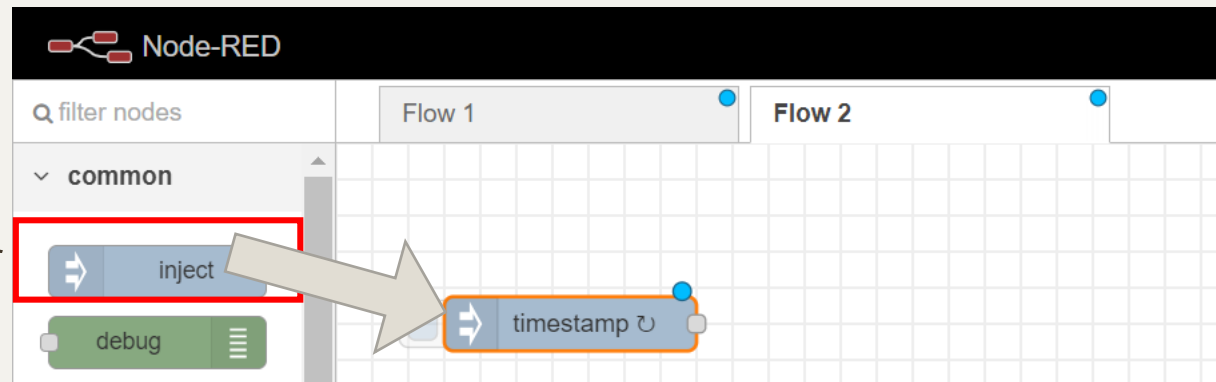 Node-RED
filter nodes
Flow 1
Flow 2
common
inject
timestamp ↻
debug